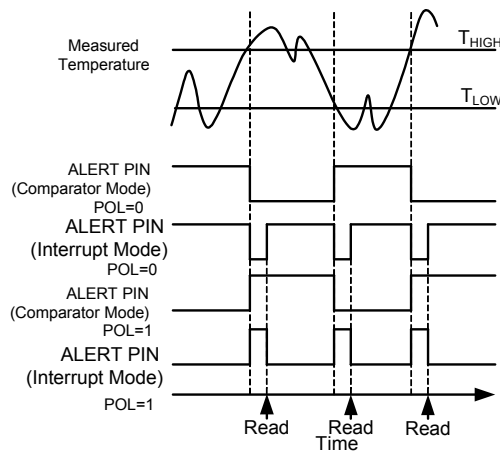 Measured
Temperature
THIGH
TLOW
ALERT PIN
(Comparator Mode)
POL=0
ALERT PIN
(Interrupt Mode)
POL=0
ALERT PIN
(Comparator Mode)
POL=1
ALERT PIN
(Interrupt Mode)
POL=1
Read Read Read
Time